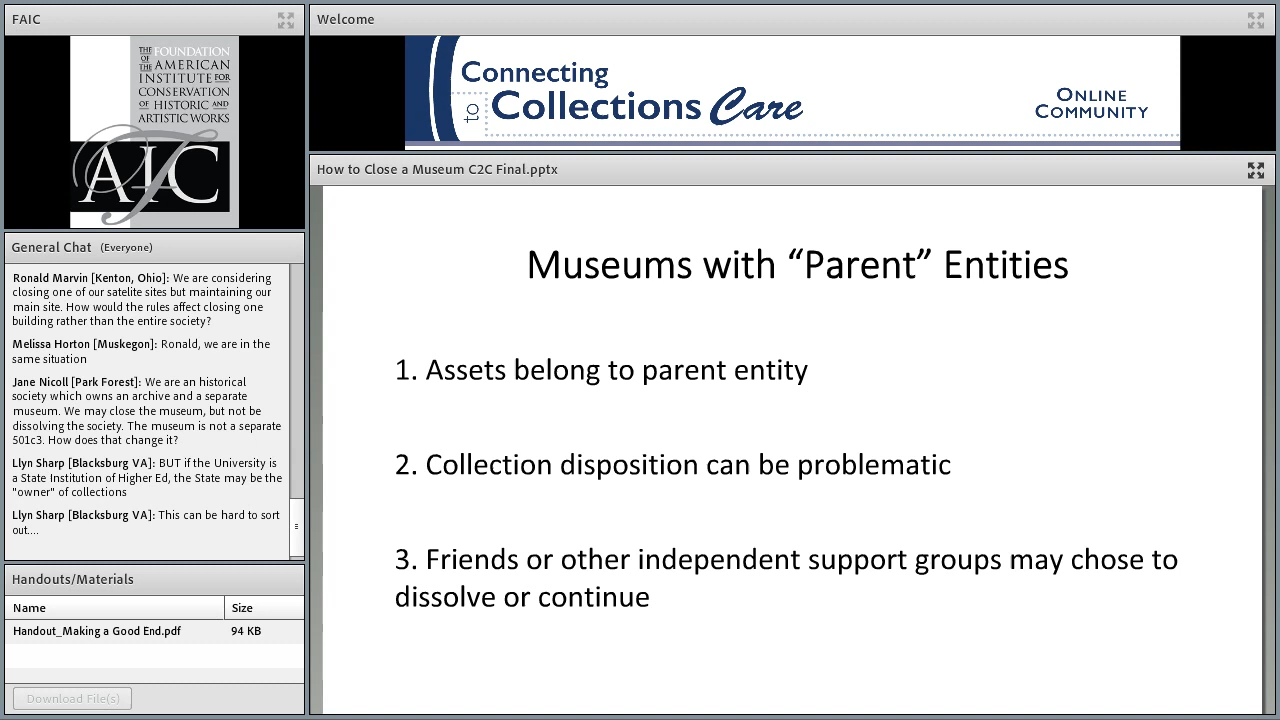 FAIC
THE FOUNDATION
OF THE AMERICAN
INSTITUTE FOR
CONSERVATION
OF HISTORIC AND
ARTISTIC WORKS
AIC
General Chat (Everyone)
Ronald Marvin [Kenton, Ohio]: We are considering
closing one of our satelite sites but maintaining our
main site. How would the rules affect closing one
building rather than the entire society?
Melissa Horton [Muskegon]: Ronald, we are in the
same situation
Jane Nicoll [Park Forest]: We are an historical
society which owns an archive and a separate
museum. We may close the museum, but not be
dissolving the society. The museum is not a separate
501c3. How does that change it?
Llyn Sharp [Blacksburg VA]: BUT if the University is
a State Institution of Higher Ed, the State may be the
"owner" of collections
Llyn Sharp [Blacksburg VA]: This can be hard to sort
out....
Handouts/Materials
Name Size
Handout_Making a Good End.pdf 94 KB
Download File(s)
Welcome
Connecting
to Collections Care
ONLINE
COMMUNITY
How to Close a Museum C2C Final.pptx
Museums with “Parent” Entities
1. Assets belong to parent entity
2. Collection disposition can be problematic
3. Friends or other independent support groups may chose to
dissolve or continue